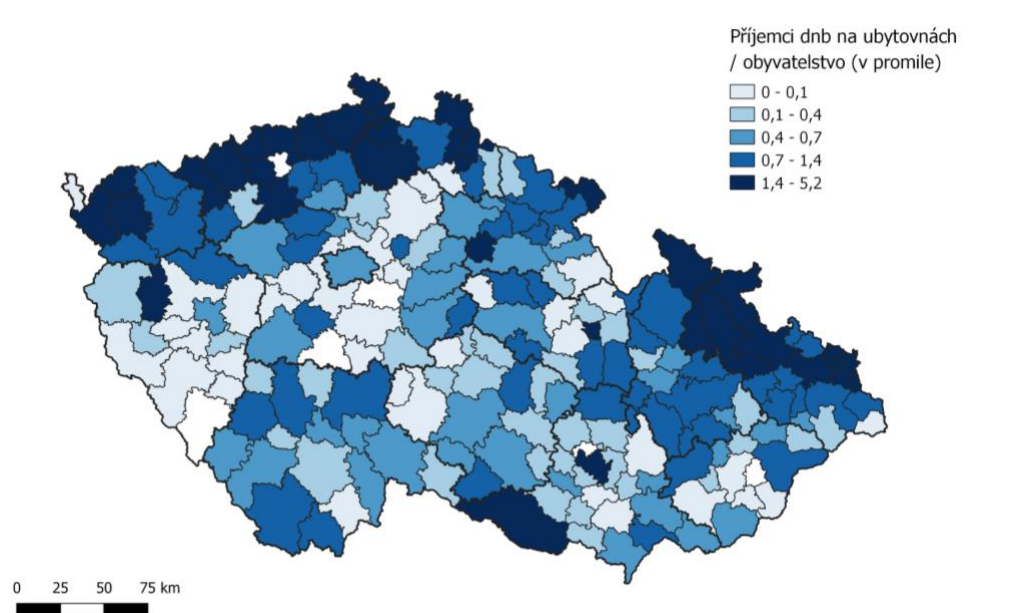 Příjemci dnb na ubytovnách
/ obyvatelstvo (v promile)
0 - 0,1
0,1 - 0,4
0,4 - 0,7
0,7 - 1,4
1,4 - 5,2
0 25 50 75 km